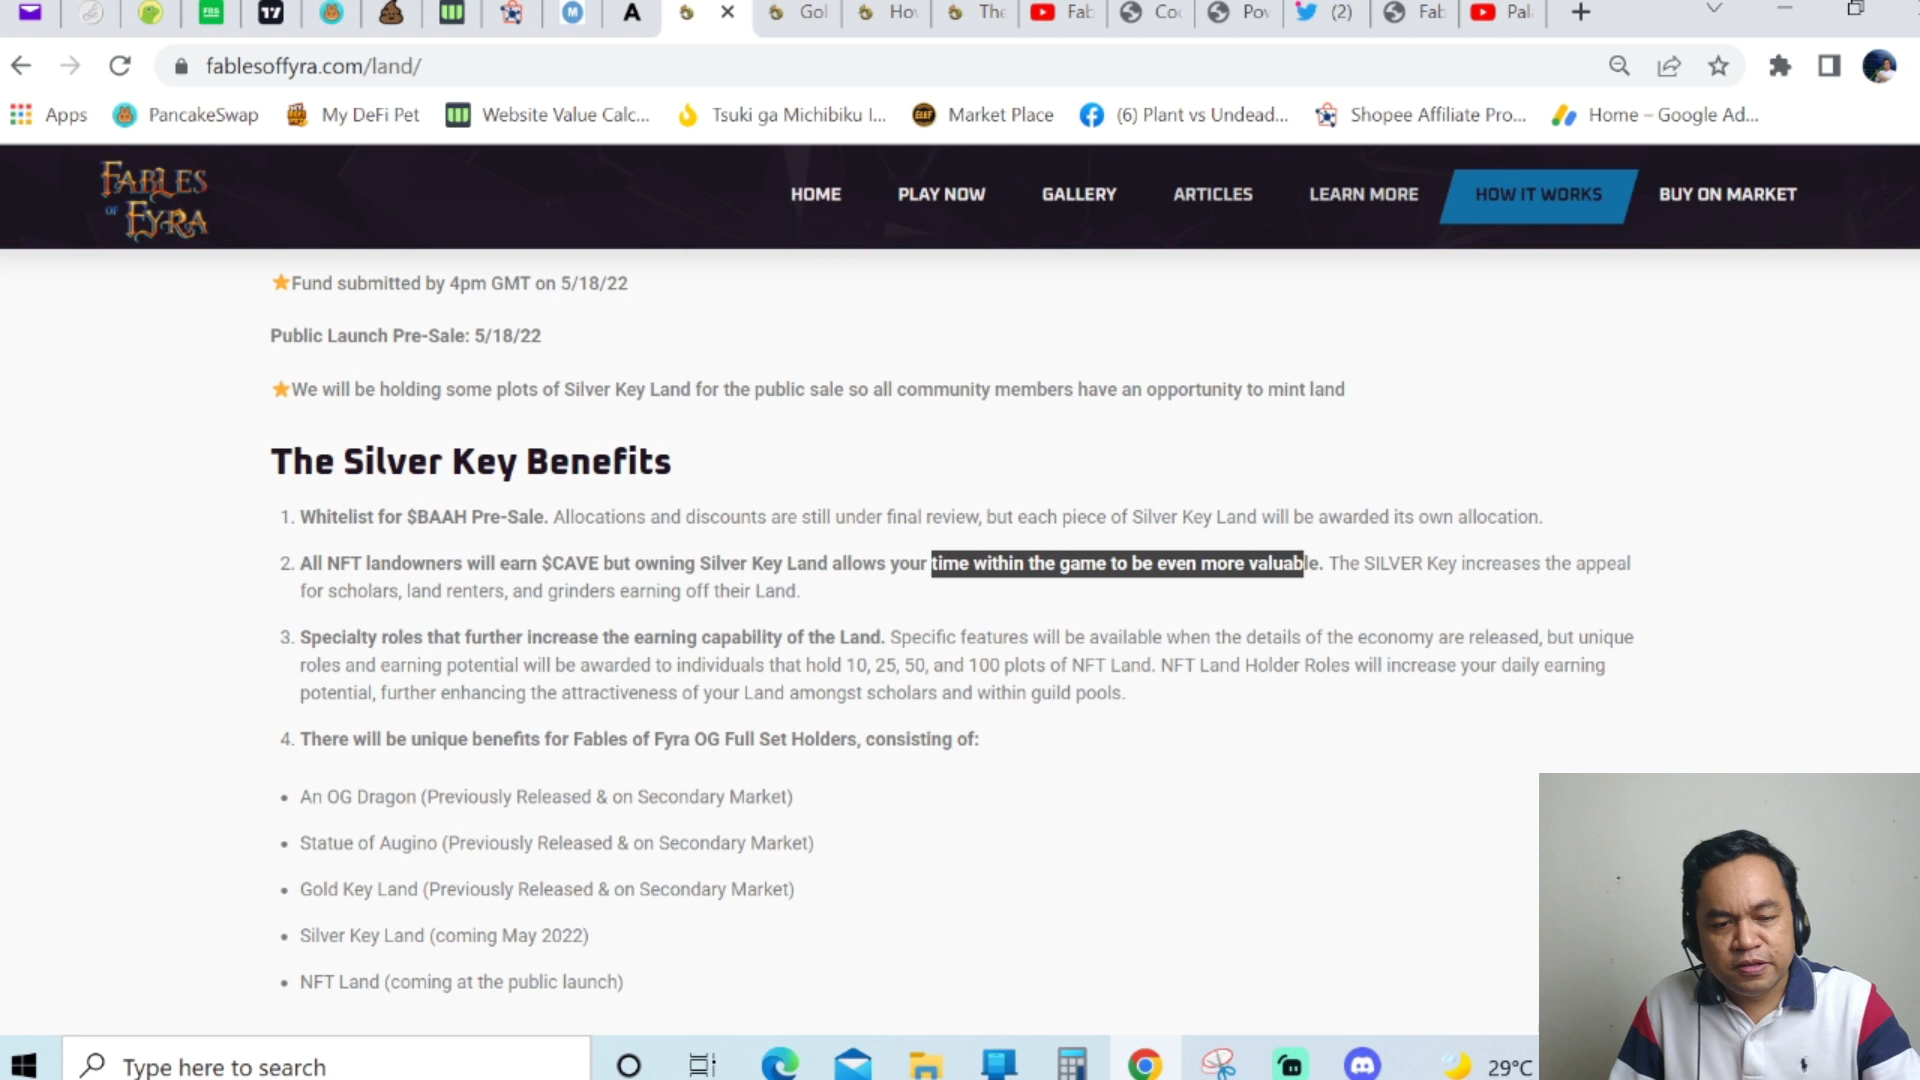 FBS
Gol
Ho
The
Fab
Co
Po
(2)
Fab
Pal
fablesoffyra.com/land/
Apps
PancakeSwap
My DeFi Pet
Website Value Calc...
Tsuki ga Michibiku I...
Market Place
(6) Plant vs Undead...
Shopee Affiliate Pro...
Home – Google Ad...
FABLES OF FYRA
HOME
PLAY NOW
GALLERY
ARTICLES
LEARN MORE
HOW IT WORKS
BUY ON MARKET
Fund submitted by 4pm GMT on 5/18/22
Public Launch Pre-Sale: 5/18/22
We will be holding some plots of Silver Key Land for the public sale so all community members have an opportunity to mint land
The Silver Key Benefits
1. Whitelist for $BAAH Pre-Sale. Allocations and discounts are still under final review, but each piece of Silver Key Land will be awarded its own allocation.
2. All NFT landowners will earn $CAVE but owning Silver Key Land allows your time within the game to be even more valuable. The SILVER Key increases the appeal
for scholars, land renters, and grinders earning off their Land.
3. Specialty roles that further increase the earning capability of the Land. Specific features will be available when the details of the economy are released, but unique
roles and earning potential will be awarded to individuals that hold 10, 25, 50, and 100 plots of NFT Land. NFT Land Holder Roles will increase your daily earning
potential, further enhancing the attractiveness of your Land amongst scholars and within guild pools.
4. There will be unique benefits for Fables of Fyra OG Full Set Holders, consisting of:
• An OG Dragon (Previously Released & on Secondary Market)
• Statue of Augino (Previously Released & on Secondary Market)
• Gold Key Land (Previously Released & on Secondary Market)
• Silver Key Land (coming May 2022)
• NFT Land (coming at the public launch)
Type here to search
29°C